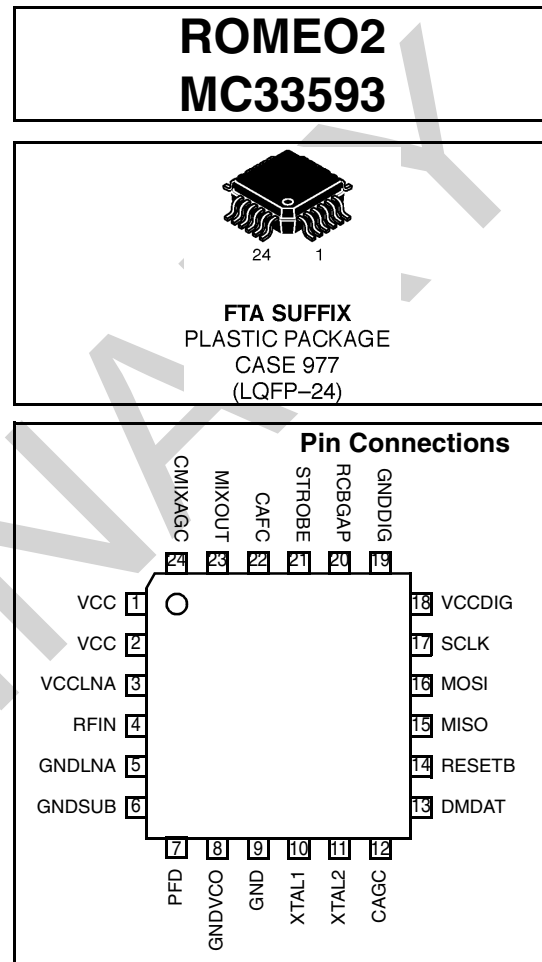 ROMEO2
MC33593
24 1
FTA SUFFIX
PLASTIC PACKAGE
CASE 977
(LQFP–24)
Pin Connections
CMIXAGC MIXOUT CAFC STROBE RCBGAP GNDDIG
24 23 22 21 20 19
VCC 1 18 VCCDIG
VCC 2 17 SCLK
VCCLNA 3 16 MOSI
RFIN 4 15 MISO
GNDLNA 5 14 RESETB
GNDSUB 6 13 DMDAT
7 8 9 10 11 12
PFD GNDVCO GND XTAL1 XTAL2 CAGC